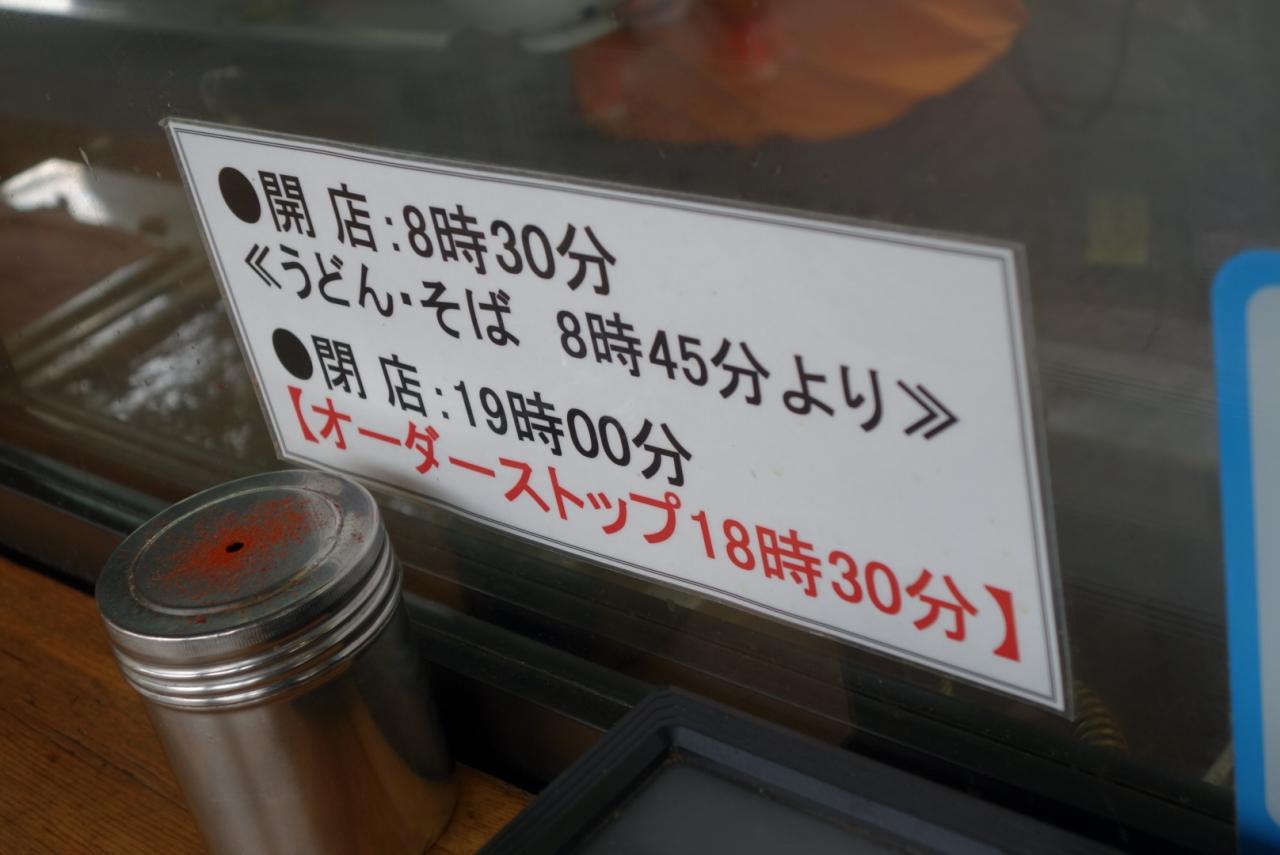 ●開 店:8時30分
≪うどん・そば 8時45分より≫
●閉 店:19時00分
【オーダーストップ18時30分】